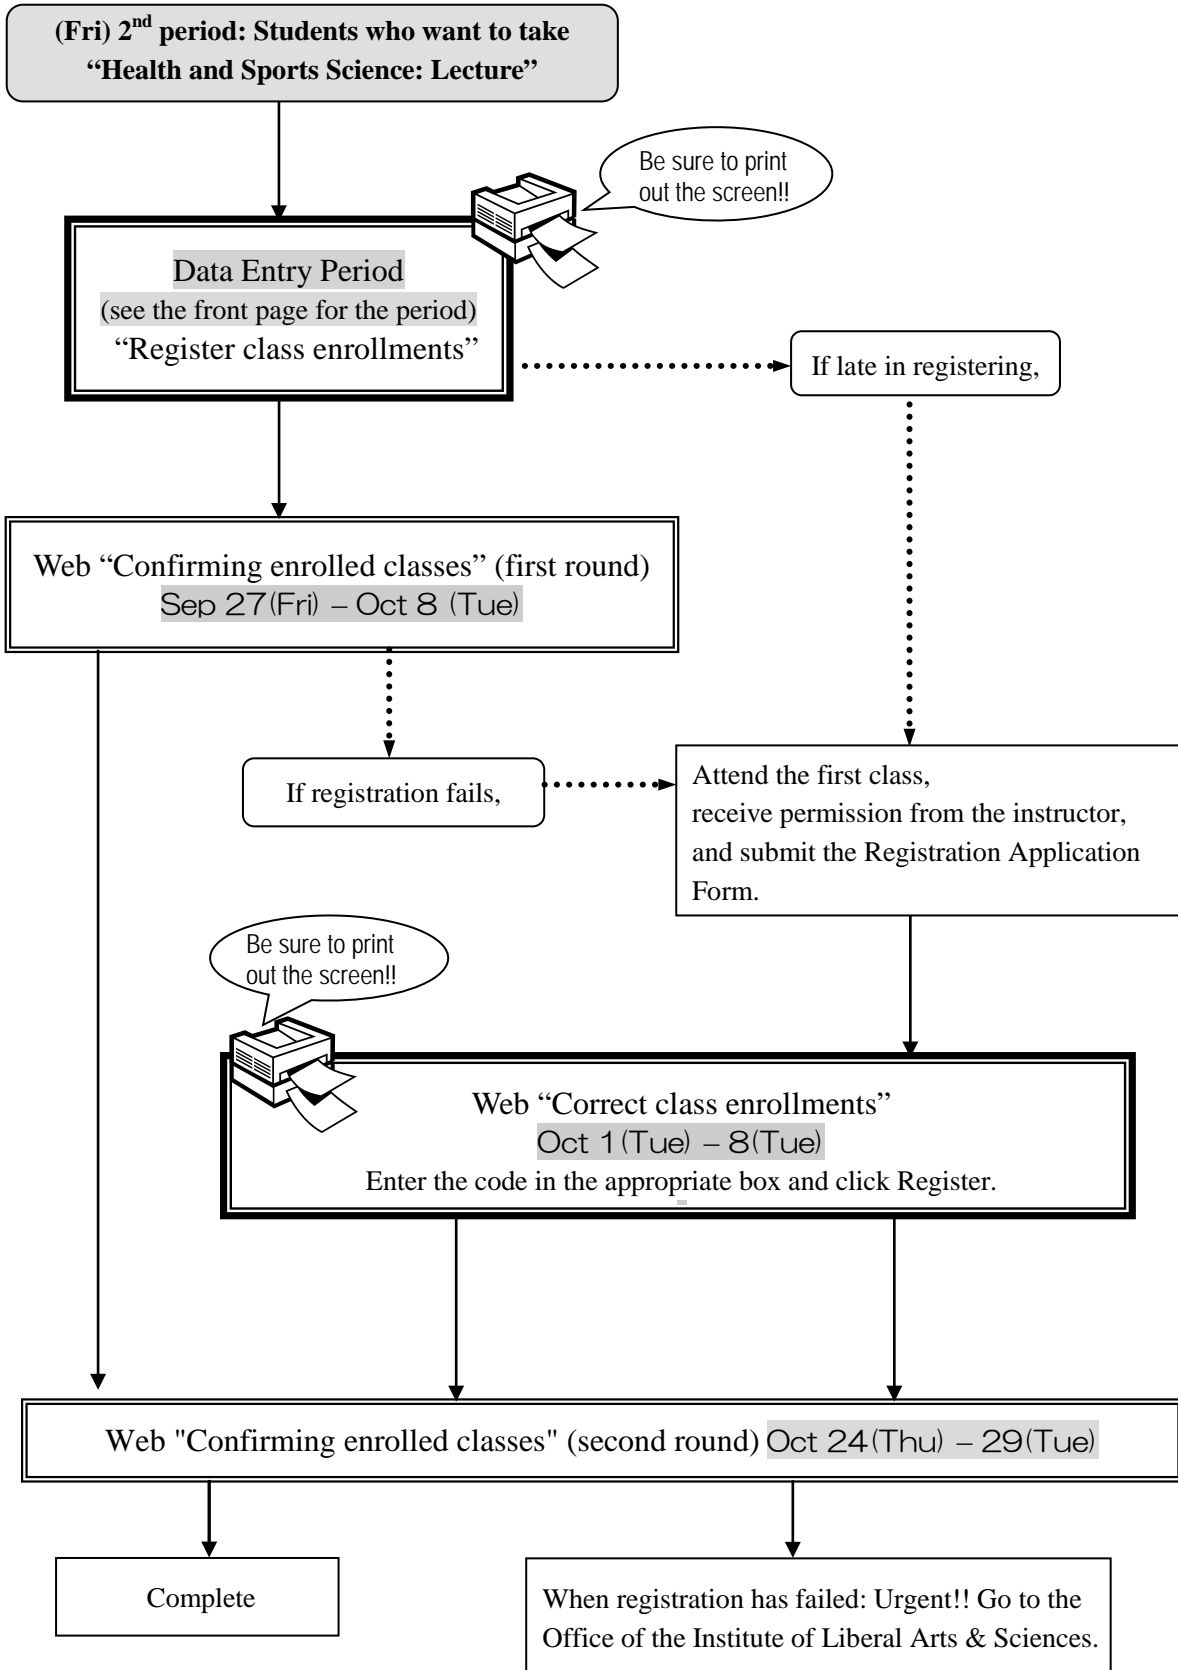 (Fri) 2nd period: Students who want to take
“Health and Sports Science: Lecture”
Be sure to print
out the screen!!
Data Entry Period
(see the front page for the period)
“Register class enrollments”
If late in registering,
Web “Confirming enrolled classes” (first round)
Sep 27(Fri) – Oct 8 (Tue)
If registration fails,
Attend the first class,
receive permission from the instructor,
and submit the Registration Application
Form.
Be sure to print
out the screen!!
Web “Correct class enrollments”
Oct 1(Tue) – 8(Tue)
Enter the code in the appropriate box and click Register.
Web "Confirming enrolled classes" (second round) Oct 24(Thu) – 29(Tue)
Complete
When registration has failed: Urgent!! Go to the
Office of the Institute of Liberal Arts & Sciences.